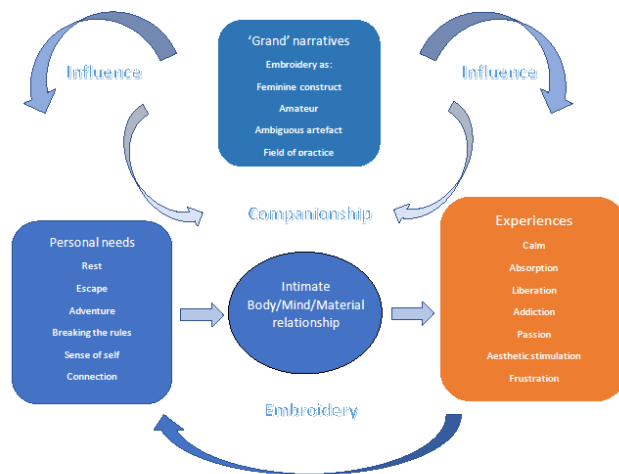 'Grand' narratives
Embroidery as:
Feminine construct
Amateur
Ambiguous artefact
Field of practice
Influence
Influence
Companionship
Personal needs
Rest
Escape
Adventure
Breaking the rules
Sense of self
Connection
Intimate
Body/Mind/Material
relationship
Experiences
Calm
Absorption
Liberation
Addiction
Passion
Aesthetic stimulation
Frustration
Embroidery